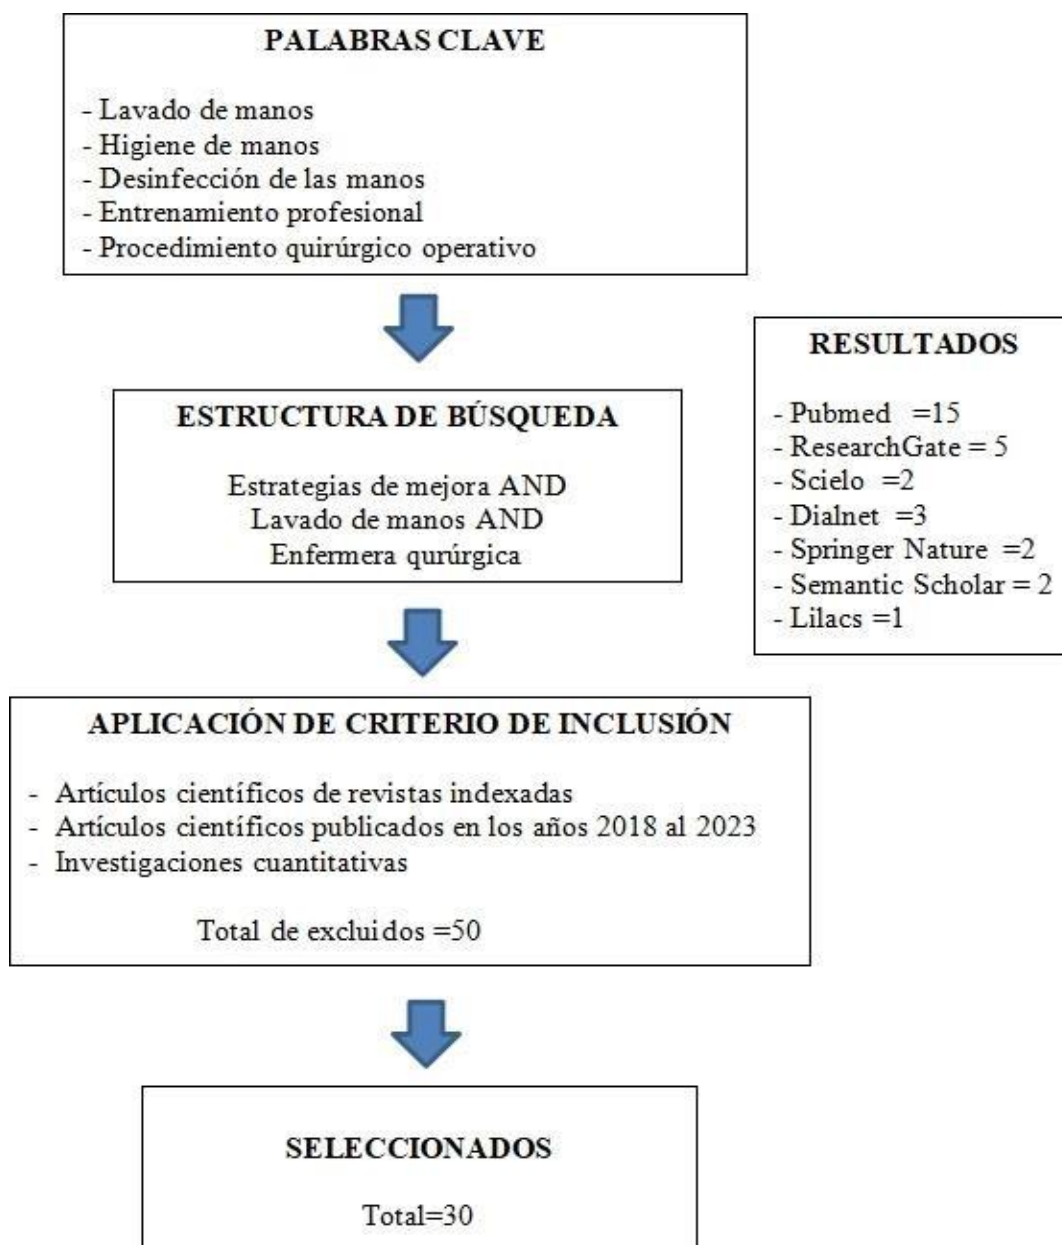 PALABRAS CLAVE
- Lavado de manos
- Higiene de manos
- Desinfección de las manos
- Entrenamiento profesional
- Procedimiento quirúrgico operativo
ESTRUCTURA DE BÚSQUEDA
Estrategias de mejora AND
Lavado de manos AND
Enfermera qurúrgica
RESULTADOS
- Pubmed =15
- ResearchGate = 5
- Scielo =2
- Dialnet =3
- Springer Nature =2
- Semantic Scholar = 2
- Lilacs =1
APLICACIÓN DE CRITERIO DE INCLUSIÓN
- Artículos científicos de revistas indexadas
- Artículos científicos publicados en los años 2018 al 2023
- Investigaciones cuantitativas
Total de excluidos =50
SELECCIONADOS
Total=30